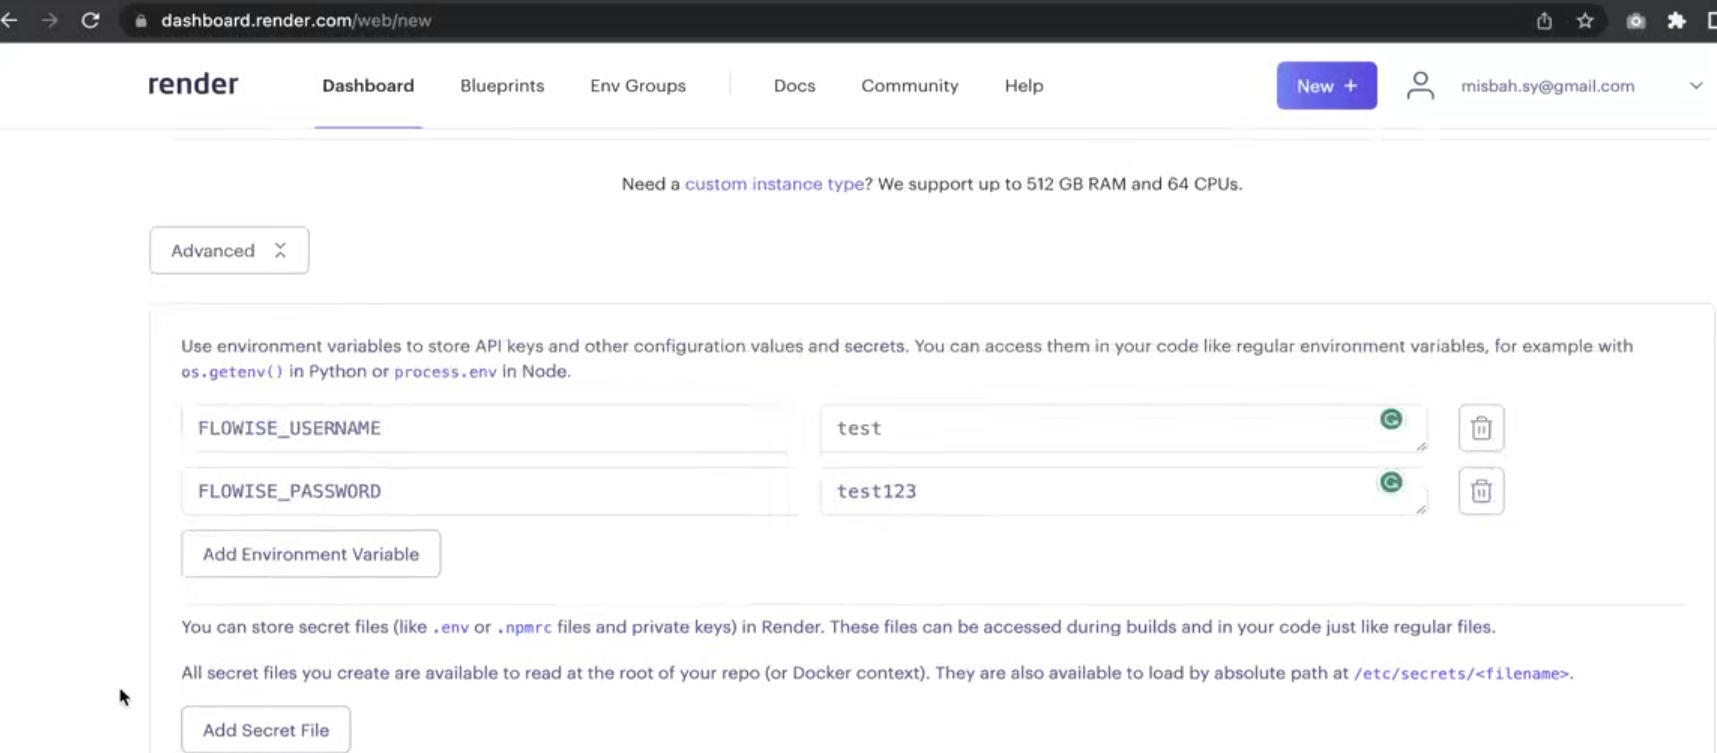 dashboard.render.com/web/new
render Dashboard Blueprints Env Groups Docs Community Help New + misbah.sy@gmail.com
Need a custom instance type? We support up to 512 GB RAM and 64 CPUs.
Advanced
Use environment variables to store API keys and other configuration values and secrets. You can access them in your code like regular environment variables, for example with
os.getenv() in Python or process.env in Node.
FLOWISE_USERNAME test
FLOWISE_PASSWORD test123
Add Environment Variable
You can store secret files (like .env or .npmrc files and private keys) in Render. These files can be accessed during builds and in your code just like regular files.
All secret files you create are available to read at the root of your repo (or Docker context). They are also available to load by absolute path at /etc/secrets/<filename>.
Add Secret File